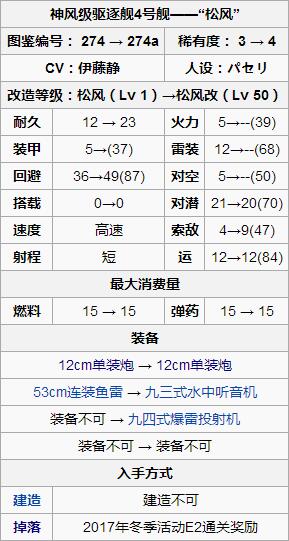 神风级驱逐舰4号舰——“松风”
图鉴编号： 274 → 274a 稀有度： 3 → 4
CV：伊藤静 人设：パセリ
改造等级：松风（Lv 1）→松风改（Lv 50）
耐久 12 → 23 火力 5→--(39)
装甲 5→(37) 雷装 12→--(68)
回避 36→49(87) 对空 5→--(50)
搭载 0→0 对潜 21→20(70)
速度 高速 索敌 4→9(47)
射程 短 运 12→12(84)
最大消费量
燃料 15 → 15 弹药 15 → 15
装备
12cm单装炮 → 12cm单装炮
53cm连装鱼雷 → 九三式水中听音机
装备不可 → 九四式爆雷投射机
装备不可 → 装备不可
入手方式
建造 建造不可
掉落 2017年冬季活动E2通关奖励